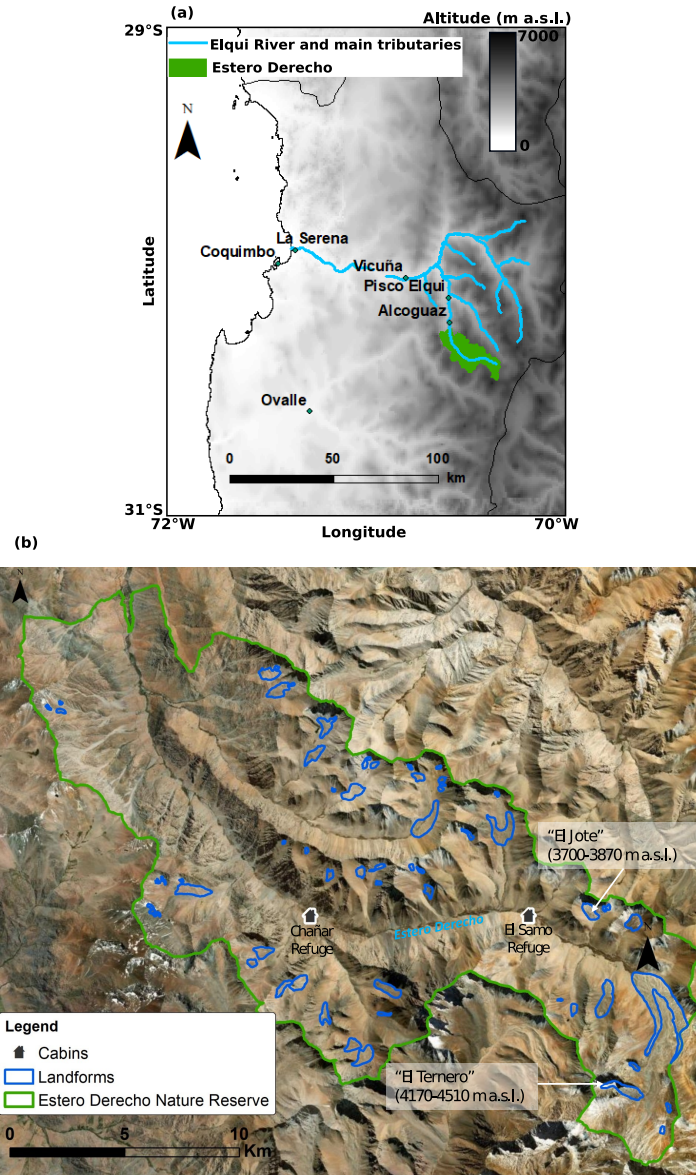 (a)
Altitude (m a.s.l.)
29°S
7000
Elqui River and main tributaries
Estero Derecho
0
N
La Serena
Coquimbo
Vicuña
Pisco Elqui
Alcoguaz
Latitude
Ovalle
0 50 100
km
31°S
72°W 70°W
Longitude
(b)
N
"El Jote"
(3700-3870 m a.s.l.)
Estero Derecho
Chañar
Refuge
El Samo
Refuge
Legend
Cabins
Landforms
Estero Derecho Nature Reserve
"El Ternero"
(4170-4510 m a.s.l.)
0 5 10
Km